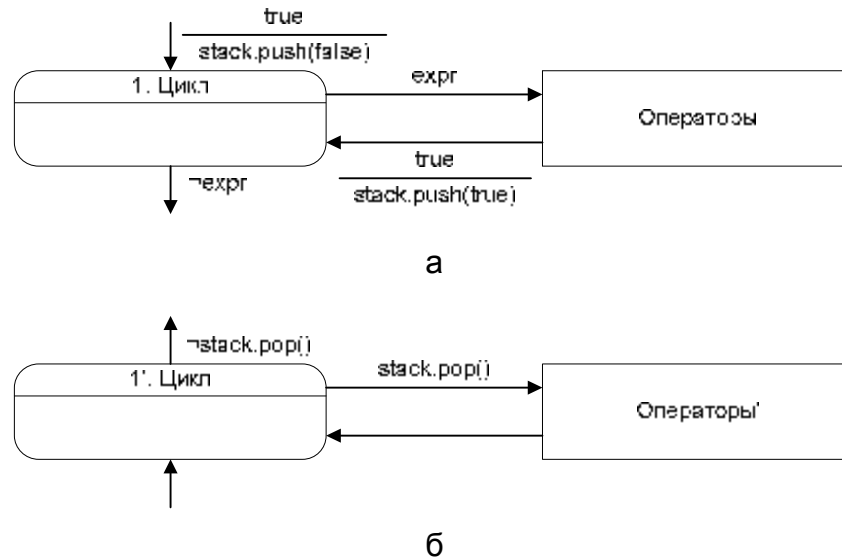 true
stack.push(false)
1. Цикл
expr
Операторы
true
stack.push(true)
¬expr
а
¬stack.pop()
1'. Цикл
stack.pop()
Операторы'
б